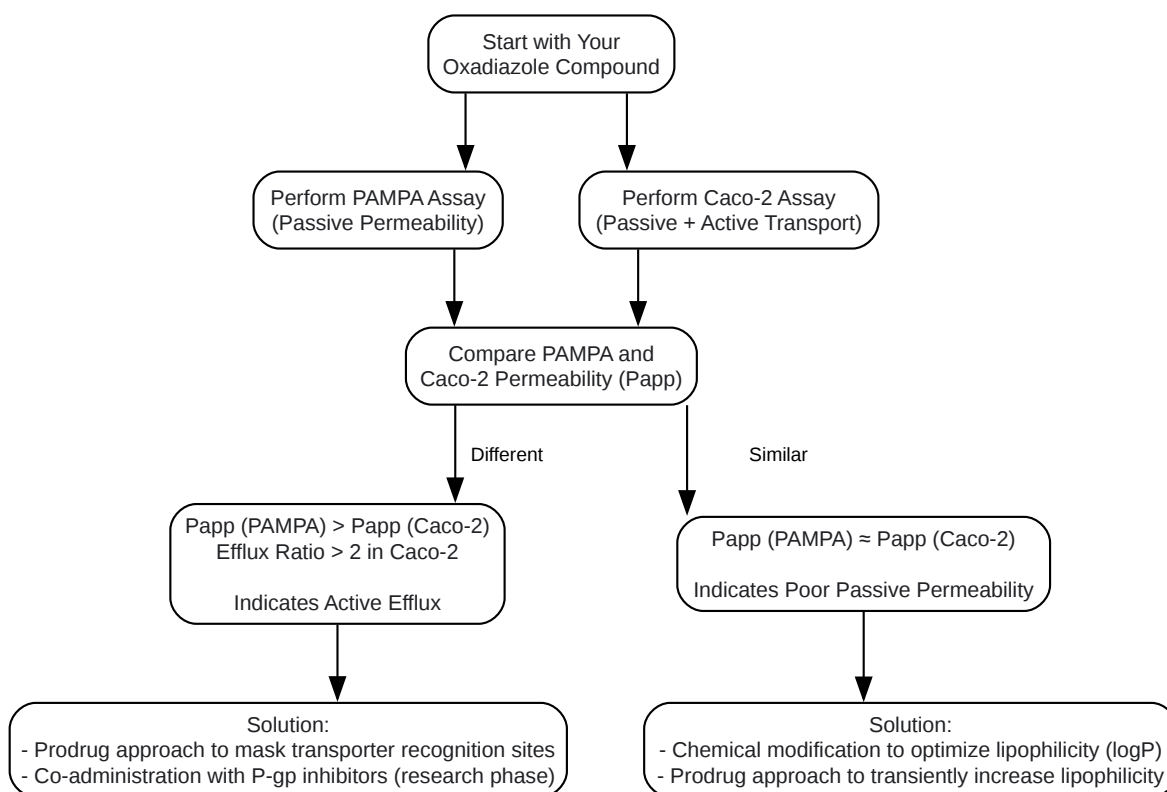 Start with Your
Oxadiazole Compound
Perform PAMPA Assay
(Passive Permeability)
Perform Caco-2 Assay
(Passive + Active Transport)
Compare PAMPA and
Caco-2 Permeability (Papp)
Different
Similar
Papp (PAMPA) > Papp (Caco-2)
Efflux Ratio > 2 in Caco-2
Indicates Active Efflux
Papp (PAMPA) ≈ Papp (Caco-2)
Indicates Poor Passive Permeability
Solution:
- Prodrug approach to mask transporter recognition sites
- Co-administration with P-gp inhibitors (research phase)
Solution:
- Chemical modification to optimize lipophilicity (logP)
- Prodrug approach to transiently increase lipophilicity